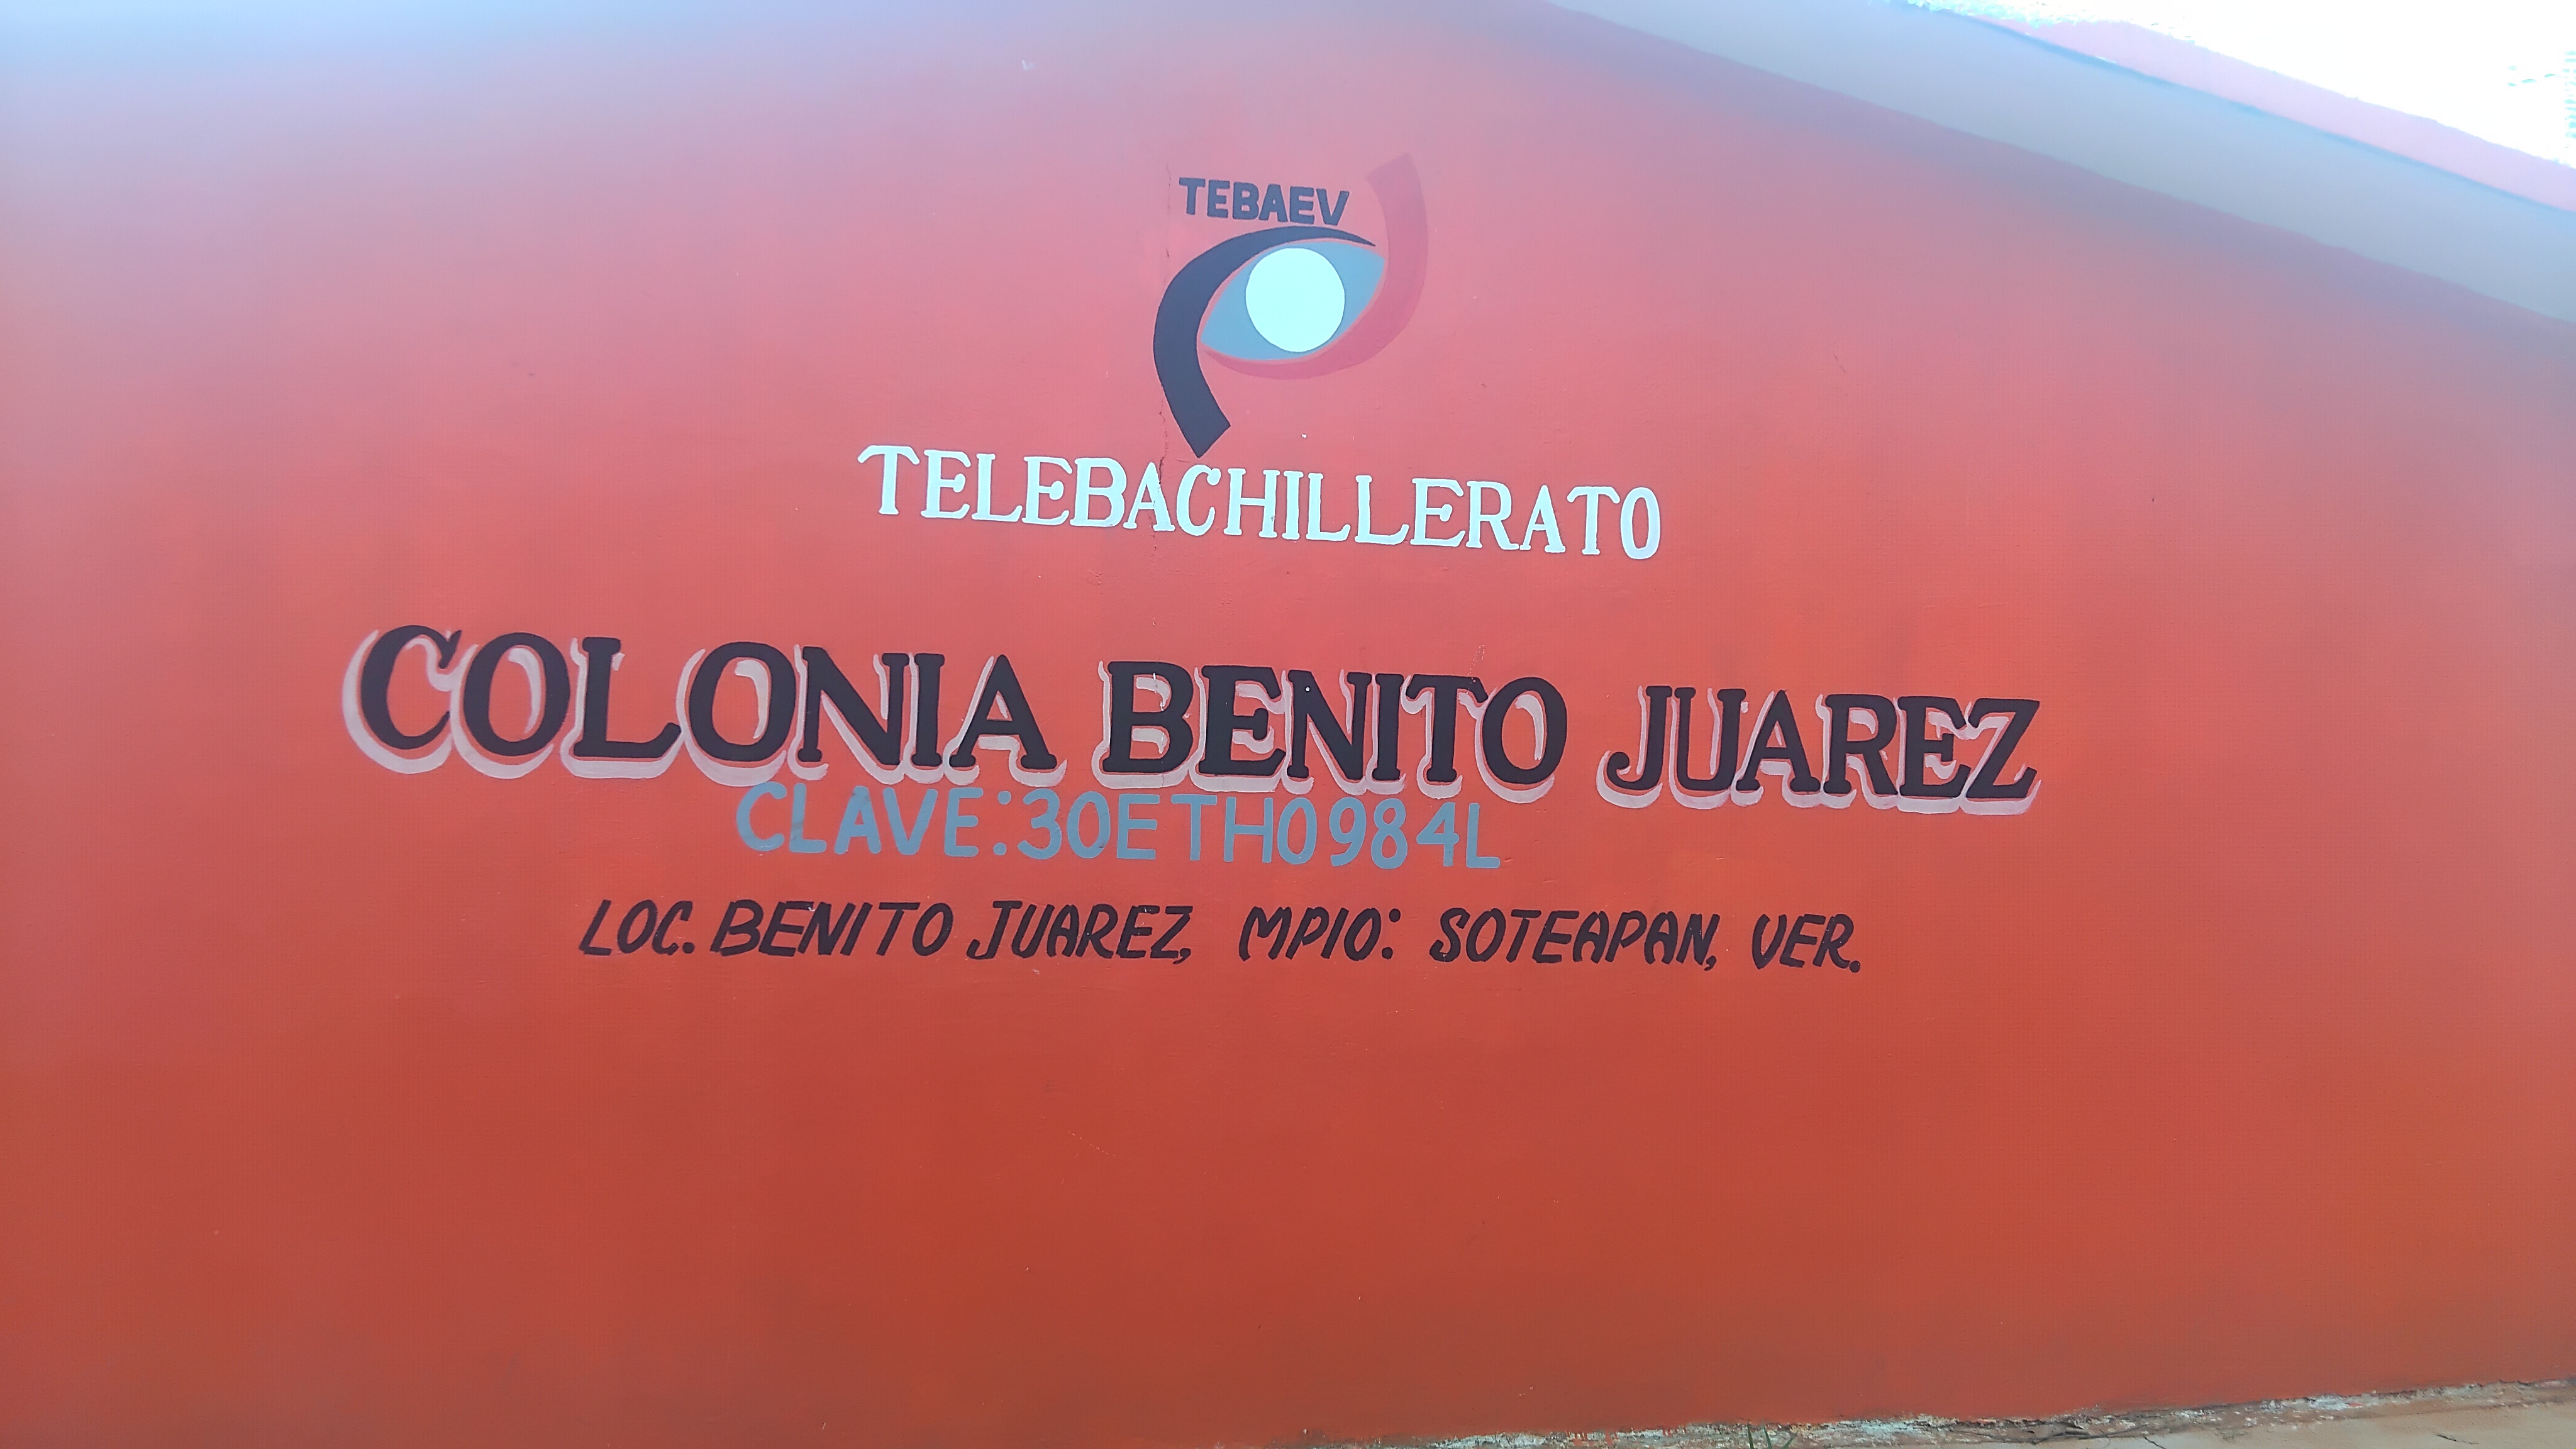 TEBAEV
TELEBACHILLERATO
COLONIA BENITO JUAREZ
CLAVE:30ETH0984L
LOC. BENITO JUAREZ, MPIO: SOTEAPAN, VER.